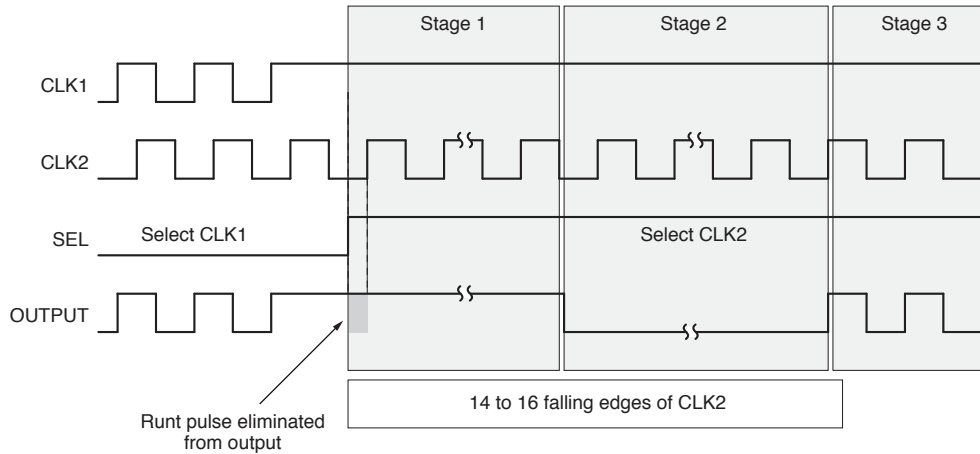 Stage 1
Stage 2
Stage 3
CLK1
CLK2
SEL
Select CLK1
Select CLK2
OUTPUT
14 to 16 falling edges of CLK2
Runt pulse eliminated
from output